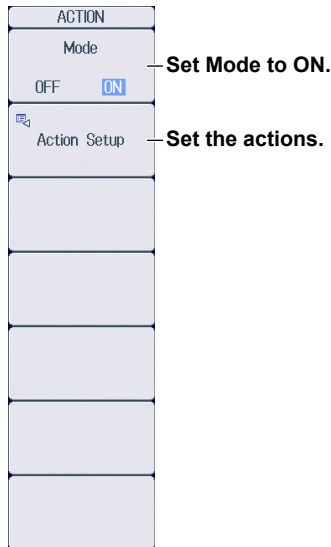 ACTION
Mode
OFF ON
Set Mode to ON.
Action Setup
Set the actions.